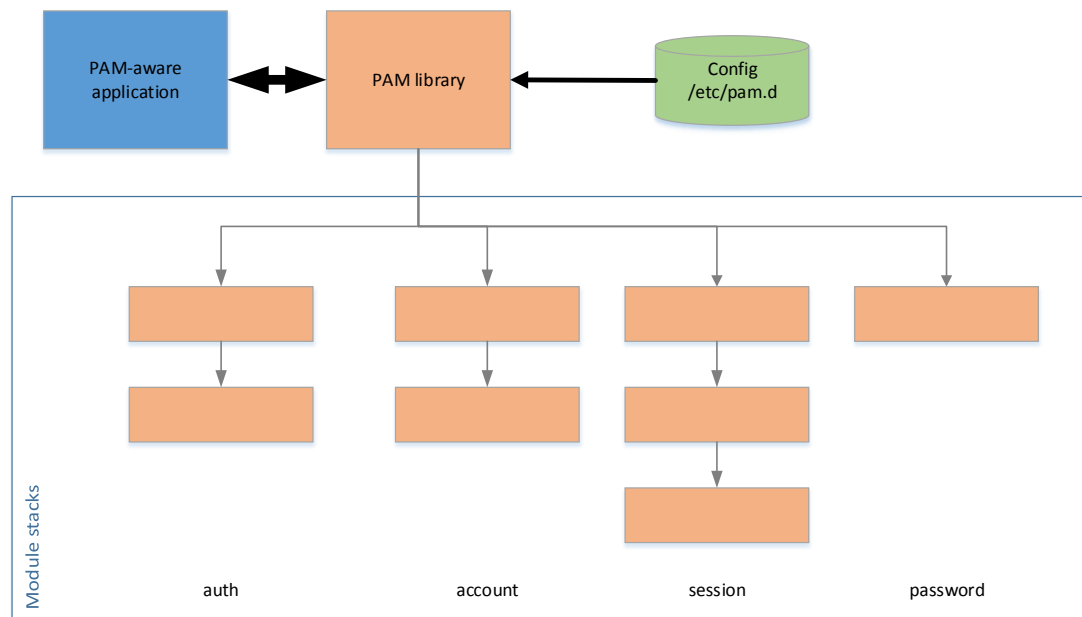 PAM-aware
application
PAM library
Config
/etc/pam.d
Module stacks
auth
account
session
password